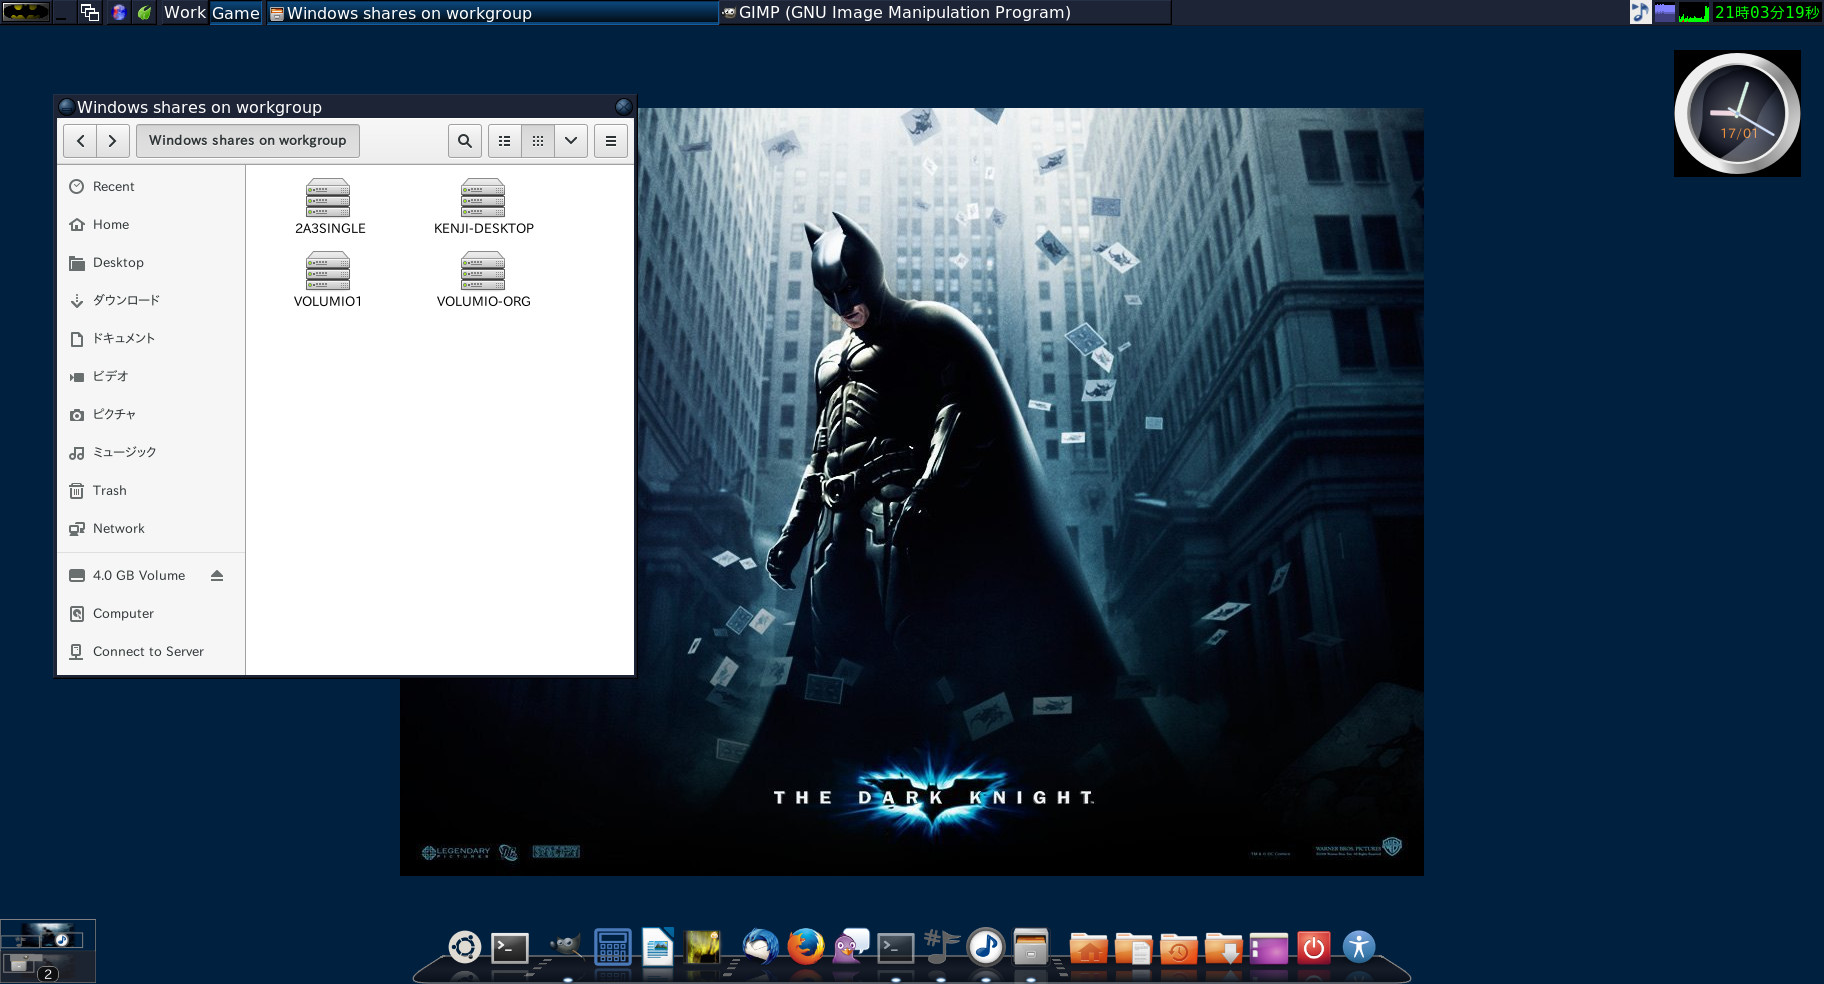 Work Game Windows shares on workgroup GIMP (GNU Image Manipulation Program) 21時03分19秒
17/01
Windows shares on workgroup
Windows shares on workgroup
Recent
Home
Desktop
ダウンロード
ドキュメント
ビデオ
ピクチャ
ミュージック
Trash
Network
4.0 GB Volume
Computer
Connect to Server
2A3SINGLE KENJI-DESKTOP
VOLUMIO1 VOLUMIO-ORG
THE DARK KNIGHT
LEGENDARY
PICTURES
WARNER BROS. PICTURES
2